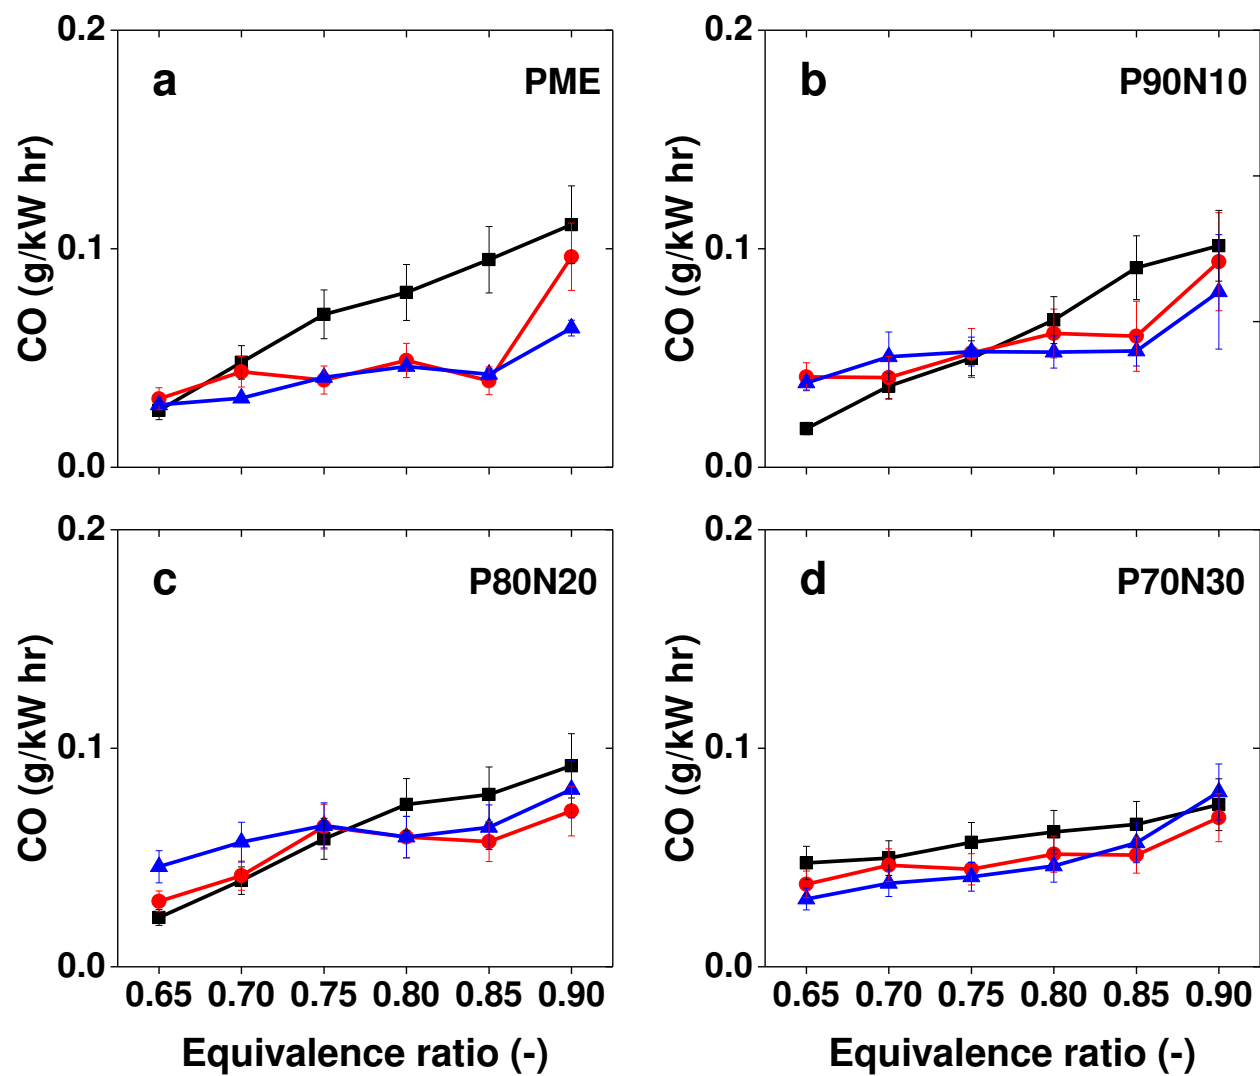 0.2
a
PME
CO (g/kW hr)
0.1
0.0
0.2
b
P90N10
CO (g/kW hr)
0.1
0.0
0.2
c
P80N20
CO (g/kW hr)
0.1
0.0
0.65 0.70 0.75 0.80 0.85 0.90
Equivalence ratio (-)
0.2
d
P70N30
CO (g/kW hr)
0.1
0.0
0.65 0.70 0.75 0.80 0.85 0.90
Equivalence ratio (-)